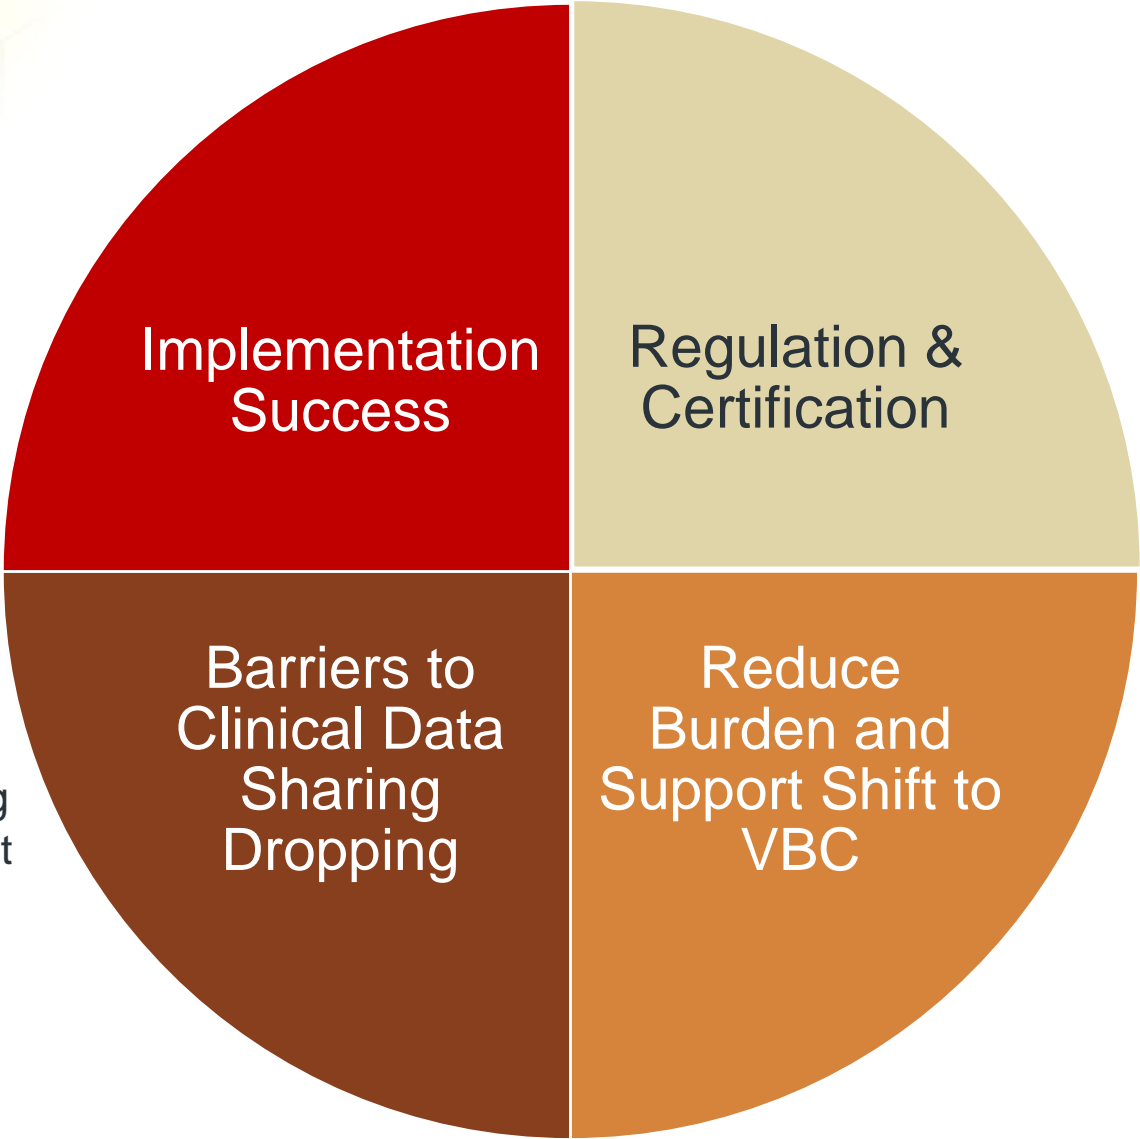 Implementation
Success
Regulation &
Certification
Barriers to
Clinical Data
Sharing
Dropping
Reduce
Burden and
Support Shift to
VBC
g
t